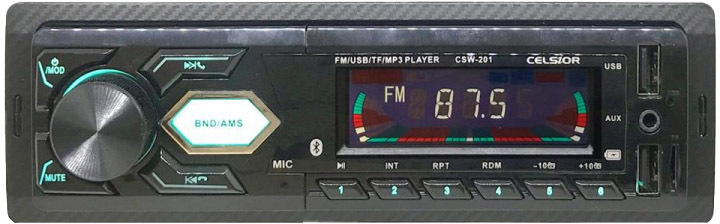 FM/USB/TF/MP3 PLAYER CSW-201 CELSIOR
USB
/MOD
FM 87.5
BND/AMS
AUX
MIC
INT RPT RDM -10 +10
MUTE
1 2 3 4 5 6